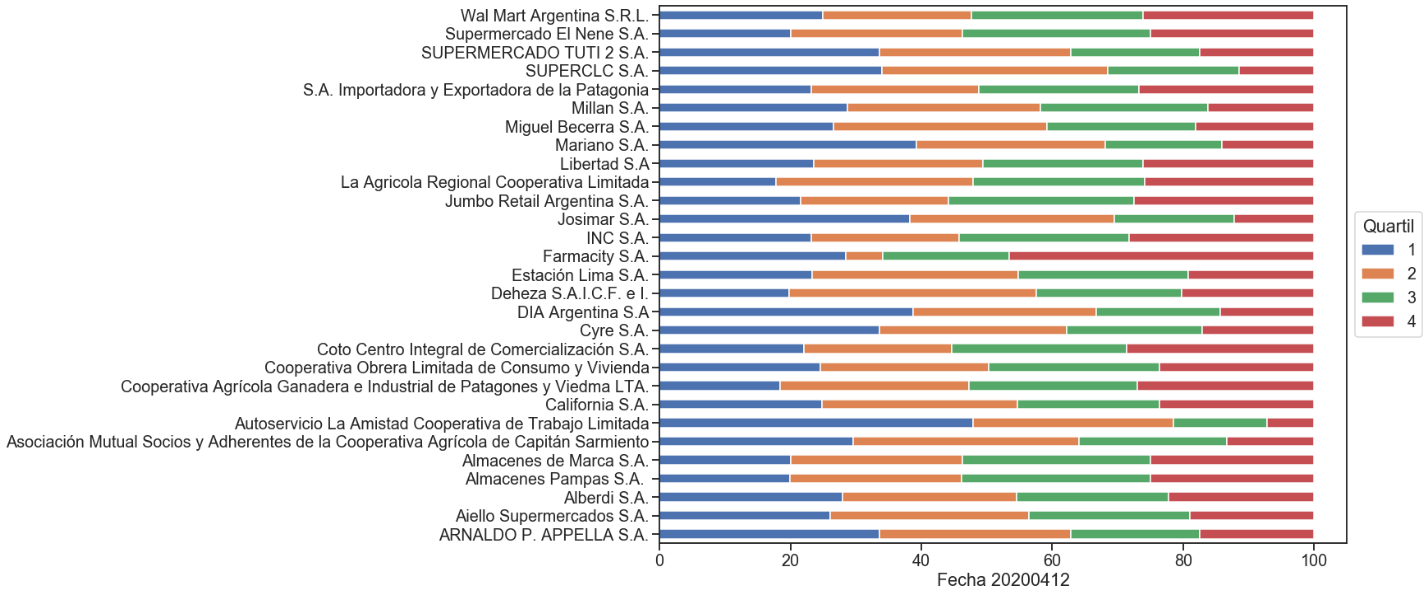 Wal Mart Argentina S.R.L.
Supermercado El Nene S.A.
SUPERMERCADO TUTI 2 S.A.
SUPERCLC S.A.
S.A. Importadora y Exportadora de la Patagonia
Millan S.A.
Miguel Becerra S.A.
Mariano S.A.
Libertad S.A
La Agricola Regional Cooperativa Limitada
Jumbo Retail Argentina S.A.
Josimar S.A.
INC S.A.
Farmacity S.A.
Estación Lima S.A.
Deheza S.A.I.C.F. e I.
DIA Argentina S.A
Cyre S.A.
Coto Centro Integral de Comercialización S.A.
Cooperativa Obrera Limitada de Consumo y Vivienda
Cooperativa Agrícola Ganadera e Industrial de Patagones y Viedma LTA.
California S.A.
Autoservicio La Amistad Cooperativa de Trabajo Limitada
Asociación Mutual Socios y Adherentes de la Cooperativa Agrícola de Capitán Sarmiento
Almacenes de Marca S.A.
Almacenes Pampas S.A.
Alberdi S.A.
Aiello Supermercados S.A.
ARNALDO P. APPELLA S.A.
0 20 40 60 80 100
Fecha 20200412
Quartil
1
2
3
4